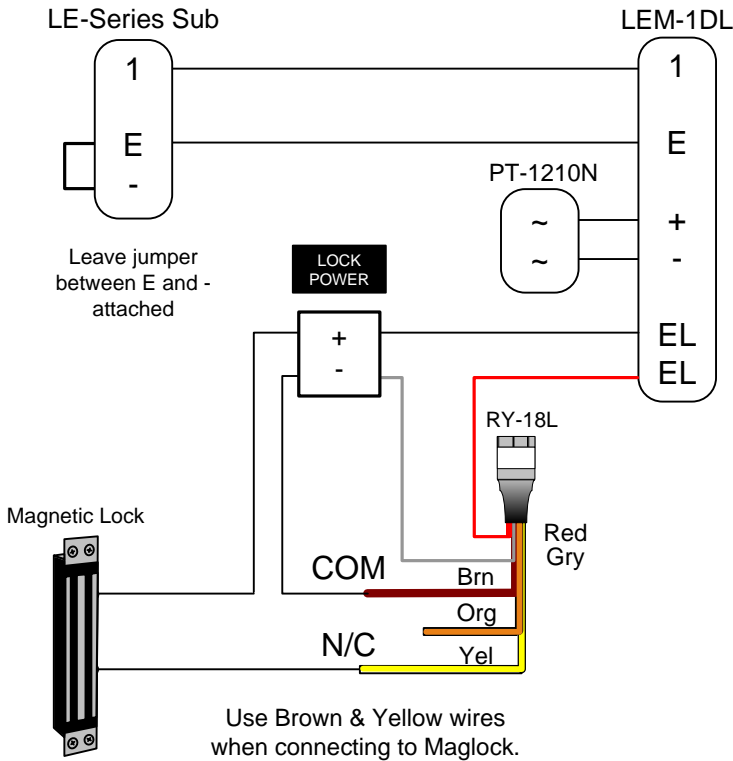 LE-Series Sub
LEM-1DL
1
1
E
E
-
PT-1210N
~
+
~
-
Leave jumper
between E and -
attached
LOCK
POWER
+
-
EL
EL
RY-18L
Magnetic Lock
Red
Gry
COM
Brn
Org
N/C
Yel
Use Brown & Yellow wires
when connecting to Maglock.